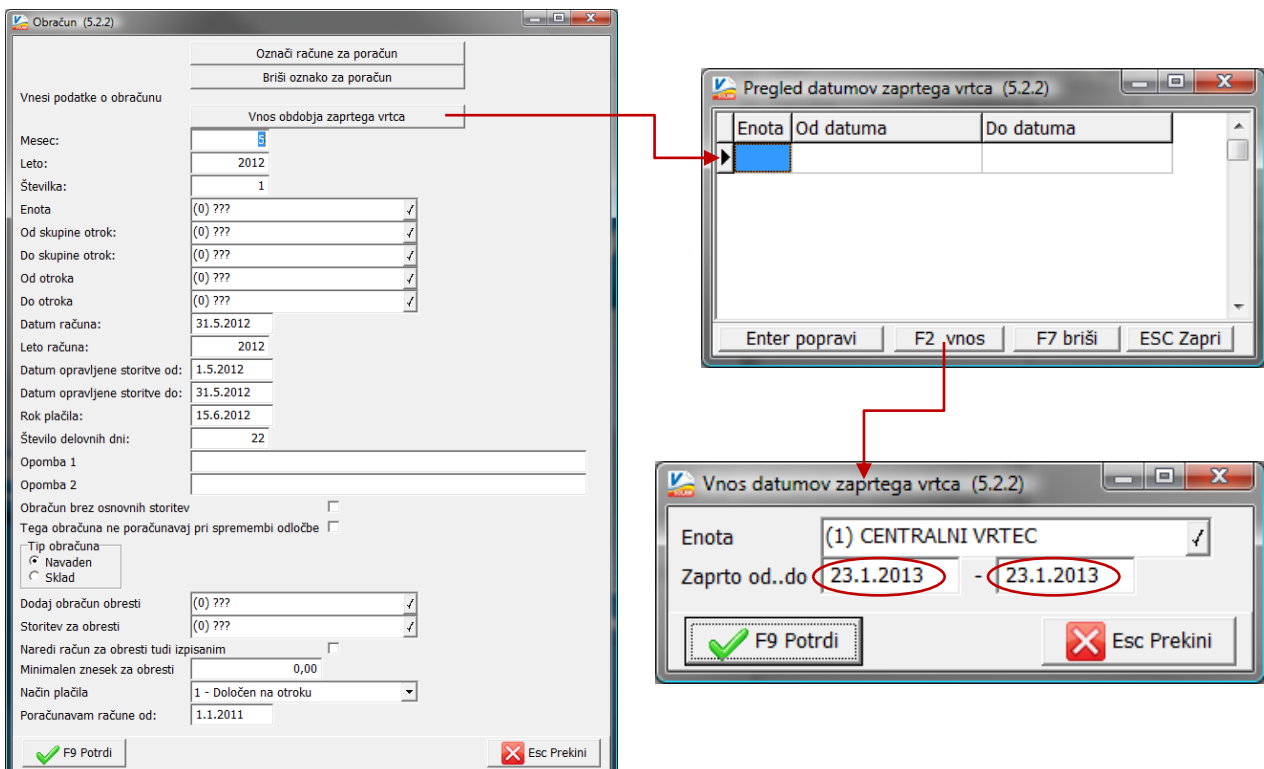 Obračun (5.2.2)
Označi račune za poračun
Briši oznako za poračun
Vnesi podatke o obračunu
Vnos obdobja zaprtega vrtca
Mesec: 5
Leto: 2012
Številka: 1
Enota (0) ???
Od skupine otrok: (0) ???
Do skupine otrok: (0) ???
Od otroka (0) ???
Do otroka (0) ???
Datum računa: 31.5.2012
Leto računa: 2012
Datum opravljene storitve od: 1.5.2012
Datum opravljene storitve do: 31.5.2012
Rok plačila: 15.6.2012
Število delovnih dni: 22
Opomba 1
Opomba 2
Obračun brez osnovnih storitev
Tega obračuna ne poračunavaj pri spremembi odločbe
Tip obračuna
Navaden
Sklad
Dodaj obračun obresti (0) ???
Storitev za obresti (0) ???
Naredi račun za obresti tudi izpisanim
Minimalen znesek za obresti 0,00
Način plačila 1 - Določen na otroku
Poračunavam račune od: 1.1.2011
F9 Potrdi Esc Prekini
Pregled datumov zaprtega vrtca (5.2.2)
Enota Od datuma Do datuma
Enter popravi F2 vnos F7 briši ESC Zapri
Vnos datumov zaprtega vrtca (5.2.2)
Enota (1) CENTRALNI VRTEC
Zaprto od..do 23.1.2013 - 23.1.2013
F9 Potrdi Esc Prekini